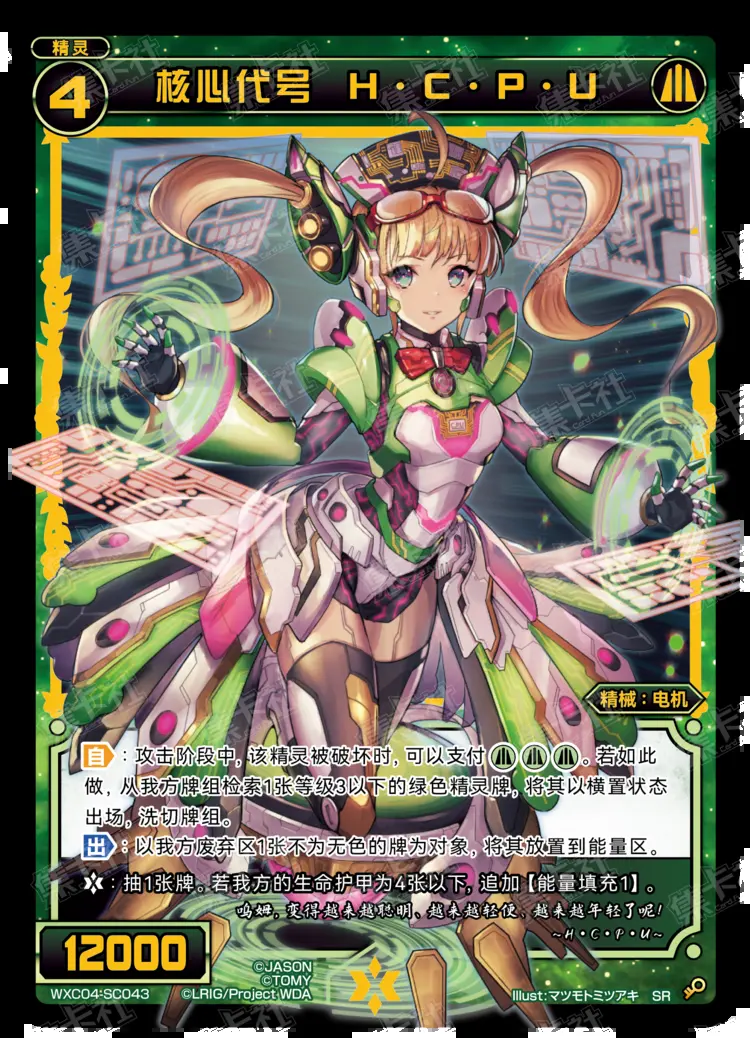 精灵
4
核心代号 H·C·P·U
CPU
精械：电机
自：攻击阶段中，该精灵被破坏时，可以支付。若如此
做，从我方牌组检索1张等级3以下的绿色精灵牌，将其以横置状态
出场，洗切牌组。
出：以我方废弃区1张不为无色的牌为对象，将其放置到能量区。
：抽1张牌。若我方的生命护甲为4张以下，追加【能量填充1】。
呜姆，变得越来越聪明、越来越轻便、越来越年轻了呢！
～H·C·P·U～
12000
©JASON
©TOMY
WXC04-SC043 ©LRIG/Project WDA
Illust:マツモトミツアキ SR
集卡社